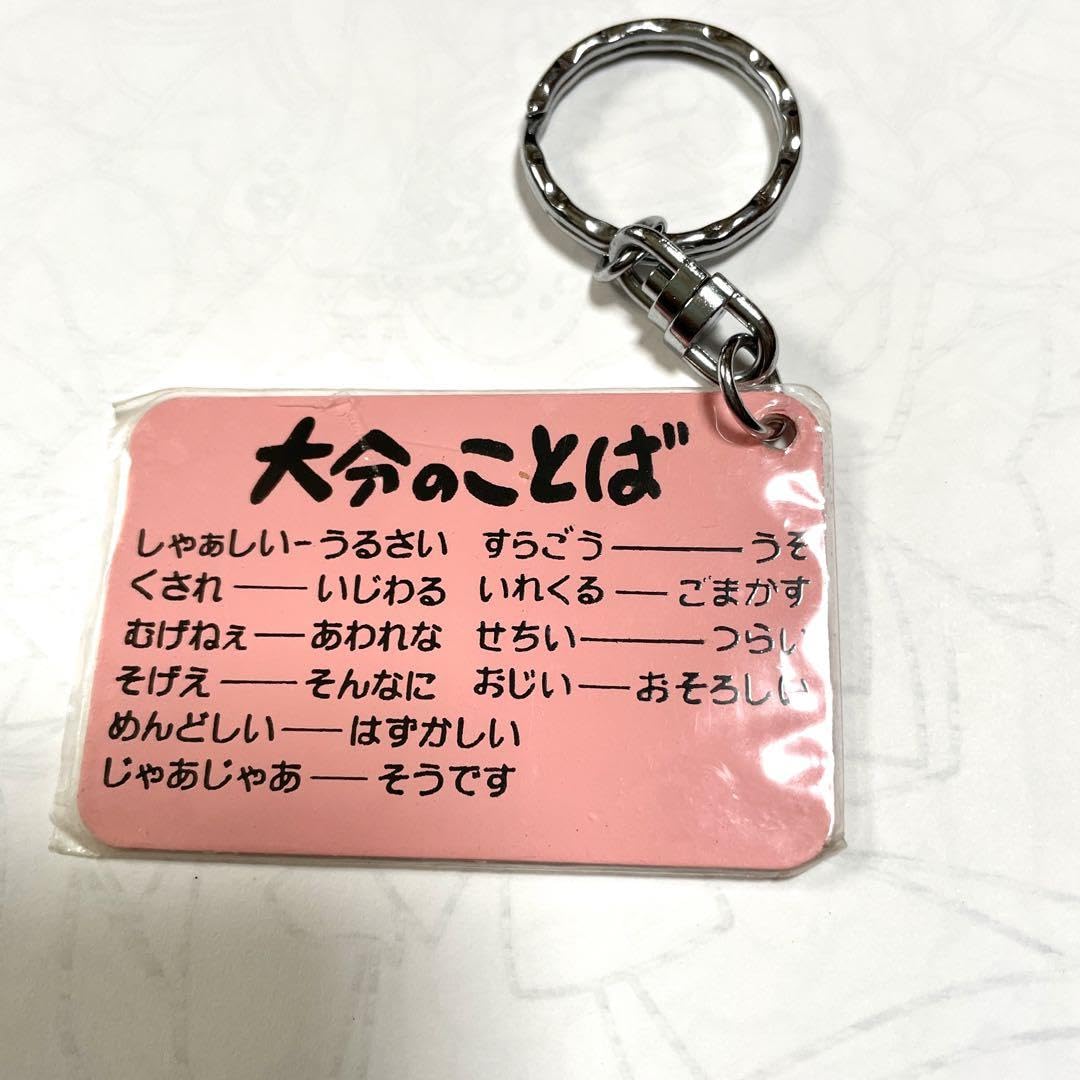 大分のことば
しゃぁしいーうるさい　すらごう――うそ
くされ――いじわる　いれくる――ごまかす
むげねぇ――あわれな　せちい――つらい
そげえ――そんなに　おじい――おそろしい
めんどしい――はずかしい
じゃあじゃあ――そうです